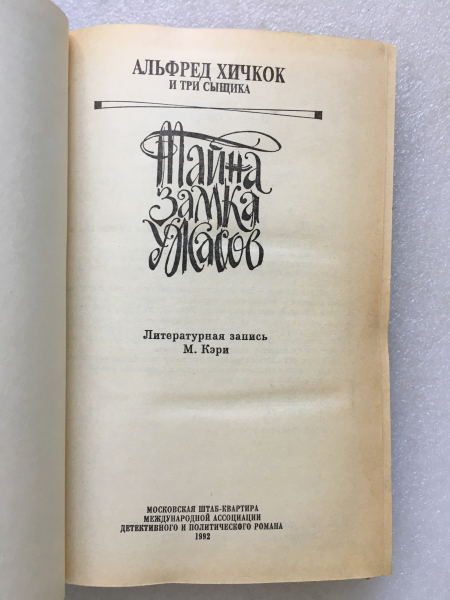 АЛЬФРЕД ХИЧКОК
И ТРИ СЫЩИКА
Тайна
замка
ужасов
Литературная запись
М. Кэри
МОСКОВСКАЯ ШТАБ-КВАРТИРА
МЕЖДУНАРОДНОЙ АССОЦИАЦИИ
ДЕТЕКТИВНОГО И ПОЛИТИЧЕСКОГО РОМАНА
1992